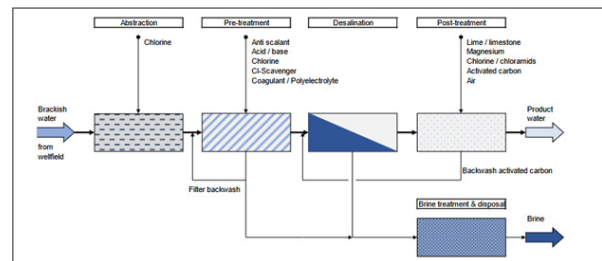 Abstraction
Pre-treatment
Desalination
Post-treatment
Chlorine
Anti scalant
Acid / base
Chlorine
Cl-Scavenger
Coagulant / Polyelectrolyte
Lime / limestone
Magnesium
Chlorine / chloramids
Activated carbon
Air
Brackish
water
from
wellfield
Product
water
Filter backwash
Backwash activated carbon
Brine treatment & disposal
Brine